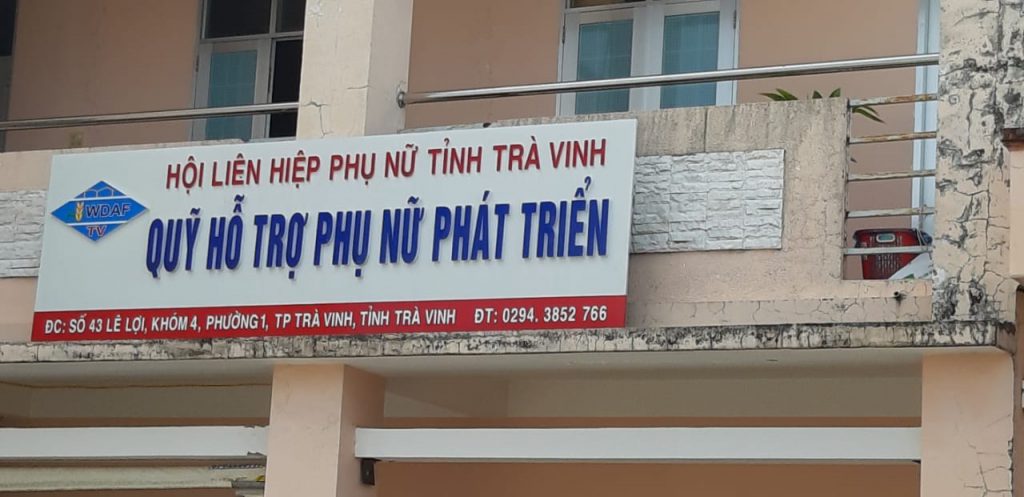 HỘI LIÊN HIỆP PHỤ NỮ TỈNH TRÀ VINH
WDAF
TV
QUỸ HỖ TRỢ PHỤ NỮ PHÁT TRIỂN
ĐC: SỐ 43 LÊ LỢI, KHÓM 4, PHƯỜNG 1, TP TRÀ VINH, TỈNH TRÀ VINH ĐT: 0294. 3852 766